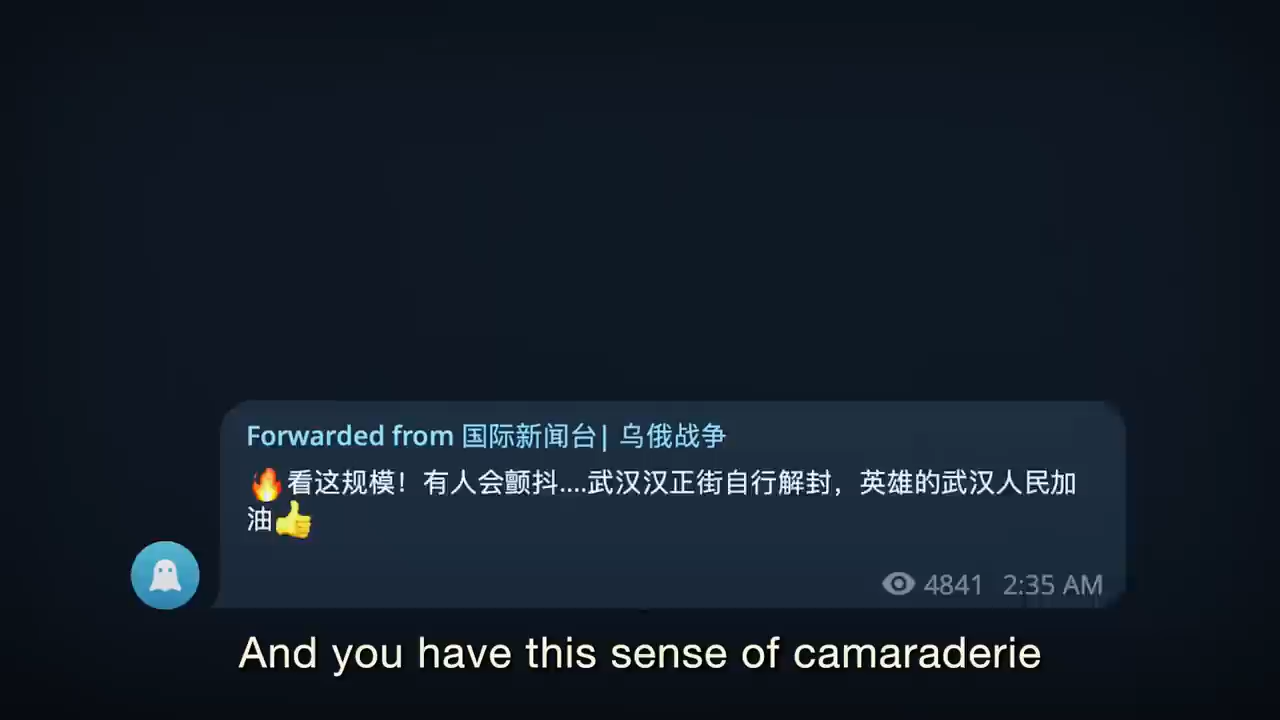 Forwarded from 国际新闻台| 乌俄战争
🔥看这规模！有人会颤抖....武汉汉正街自行解封，英雄的武汉人民加
油👍
4841 2:35 AM
And you have this sense of camaraderie